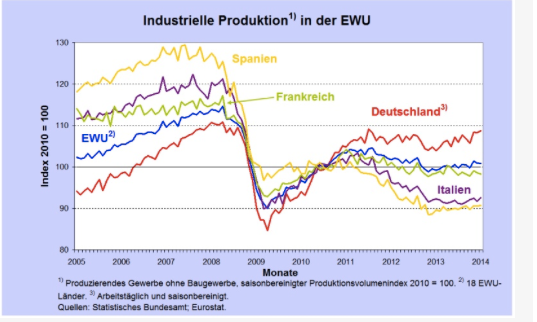 Industrielle Produktion1) in der EWU
Index 2010 = 100
130
120
110
100
90
80
Spanien
Frankreich
Deutschland3)
EWU2)
Italien
2005 2006 2007 2008 2009 2010 2011 2012 2013 2014
Monate
1) Produzierendes Gewerbe ohne Baugewerbe, saisonbereinigter Produktionsvolumenindex 2010 = 100. 2) 18 EWU-
Länder. 3) Arbeitstäglich und saisonbereinigt.
Quellen: Statistisches Bundesamt; Eurostat.